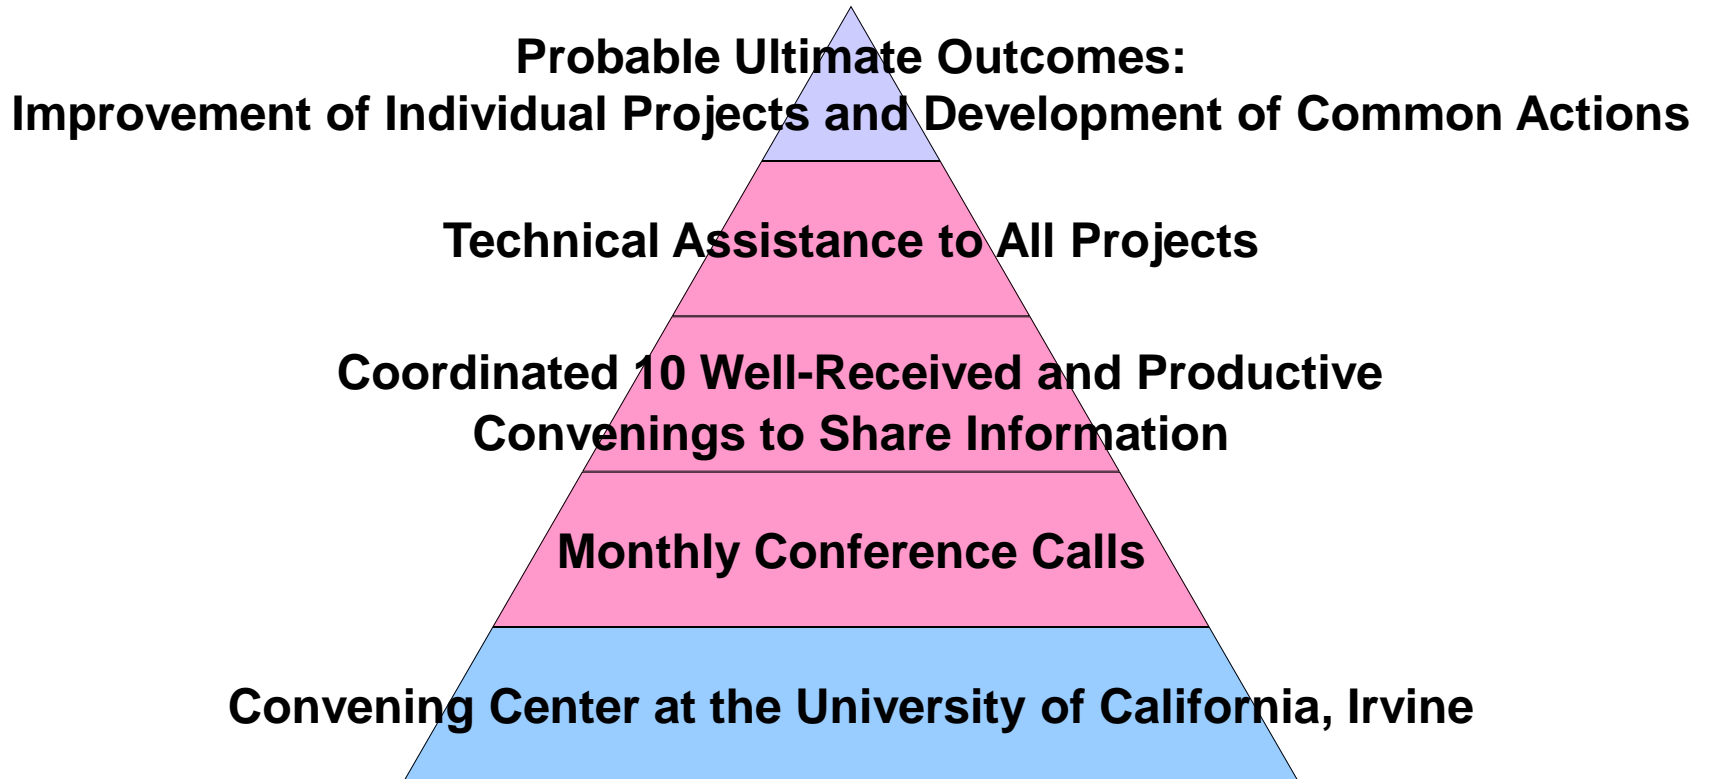 Probable Ultimate Outcomes:
Improvement of Individual Projects and Development of Common Actions
Technical Assistance to All Projects
Coordinated 10 Well-Received and Productive
Convenings to Share Information
Monthly Conference Calls
Convening Center at the University of California, Irvine